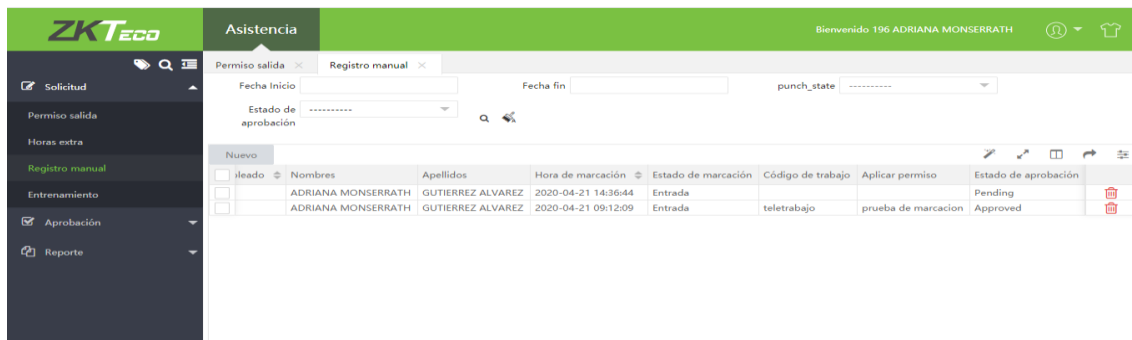 ZKTeco
Asistencia
Bienvenido 196 ADRIANA MONSERRATH
Permiso salida
Registro manual
Solicitud
Permiso salida
Horas extra
Registro manual
Entrenamiento
Aprobación
Reporte
Fecha Inicio
Fecha fin
punch_state ----------
Estado de aprobación ----------
Nuevo
leado Nombres Apellidos Hora de marcación Estado de marcación Código de trabajo Aplicar permiso Estado de aprobación
ADRIANA MONSERRATH GUTIERREZ ALVAREZ 2020-04-21 14:36:44 Entrada Pending
ADRIANA MONSERRATH GUTIERREZ ALVAREZ 2020-04-21 09:12:09 Entrada teletrabajo prueba de marcacion Approved